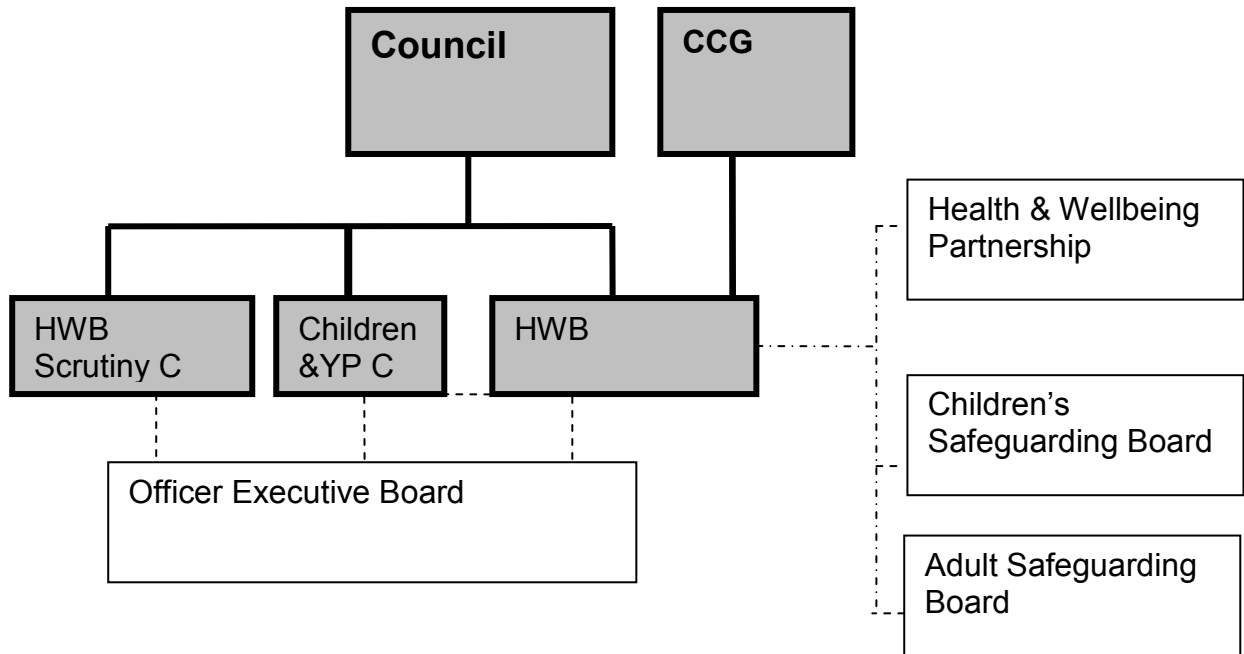 Council
CCG
Health & Wellbeing
Partnership
HWB
Scrutiny C
Children
&YP C
HWB
Children’s
Safeguarding Board
Officer Executive Board
Adult Safeguarding
Board